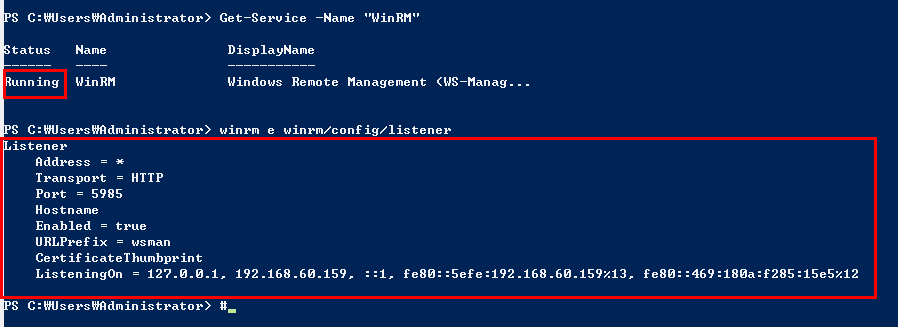 PS C:₩Users₩Administrator> Get-Service -Name "WinRM"
Status   Name               DisplayName
------   ----               -----------
Running  WinRM              Windows Remote Management (WS-Manag...
PS C:₩Users₩Administrator> winrm e winrm/config/listener
Listener
    Address = *
    Transport = HTTP
    Port = 5985
    Hostname
    Enabled = true
    URLPrefix = wsman
    CertificateThumbprint
    ListeningOn = 127.0.0.1, 192.168.60.159, ::1, fe80::5efe:192.168.60.159%13, fe80::469:180a:f285:15e5%12
PS C:₩Users₩Administrator> #_